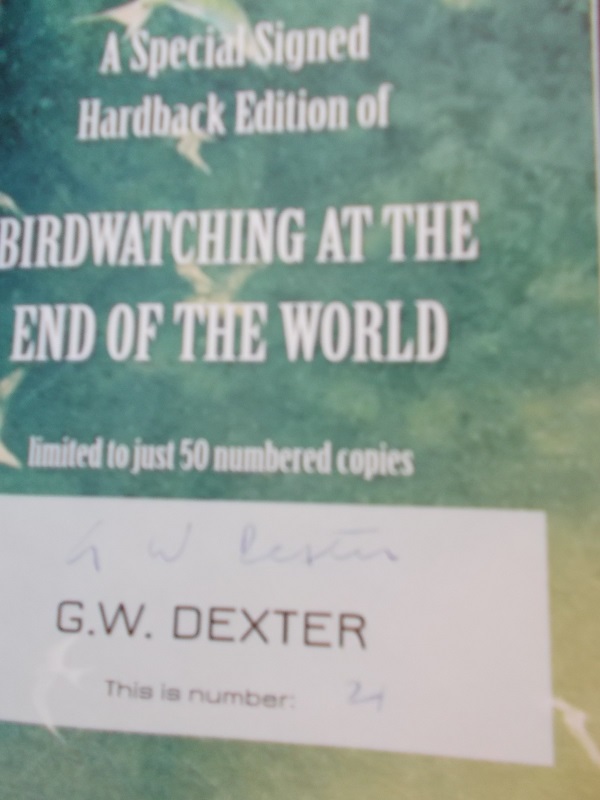 A Special Signed
Hardback Edition of
BIRDWATCHING AT THE
END OF THE WORLD
limited to just 50 numbered copies
G W Dexter
G.W. DEXTER
This is number: